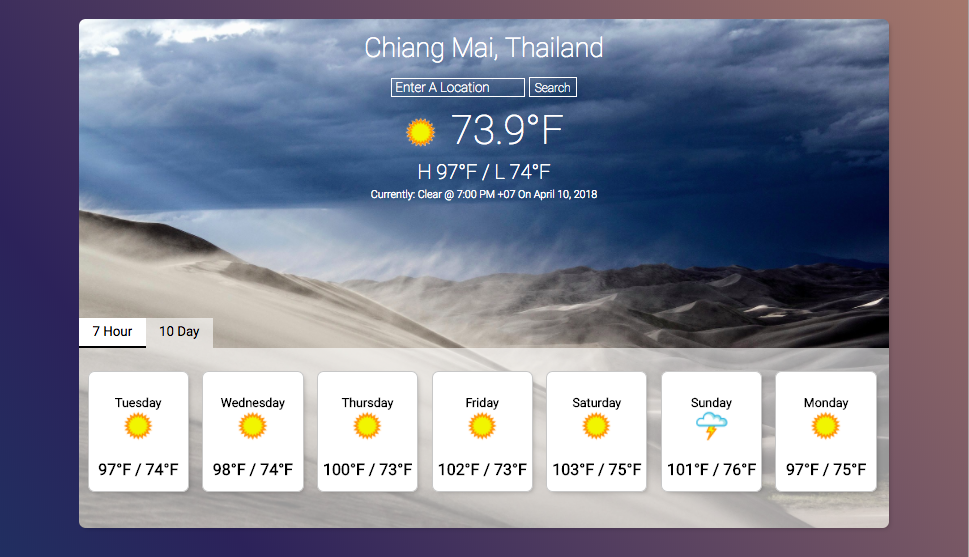 Chiang Mai, Thailand
Enter A Location Search
73.9°F
H 97°F / L 74°F
Currently: Clear @ 7:00 PM +07 On April 10, 2018
7 Hour 10 Day
Tuesday Wednesday Thursday Friday Saturday Sunday Monday
97°F / 74°F 98°F / 74°F 100°F / 73°F 102°F / 73°F 103°F / 75°F 101°F / 76°F 97°F / 75°F